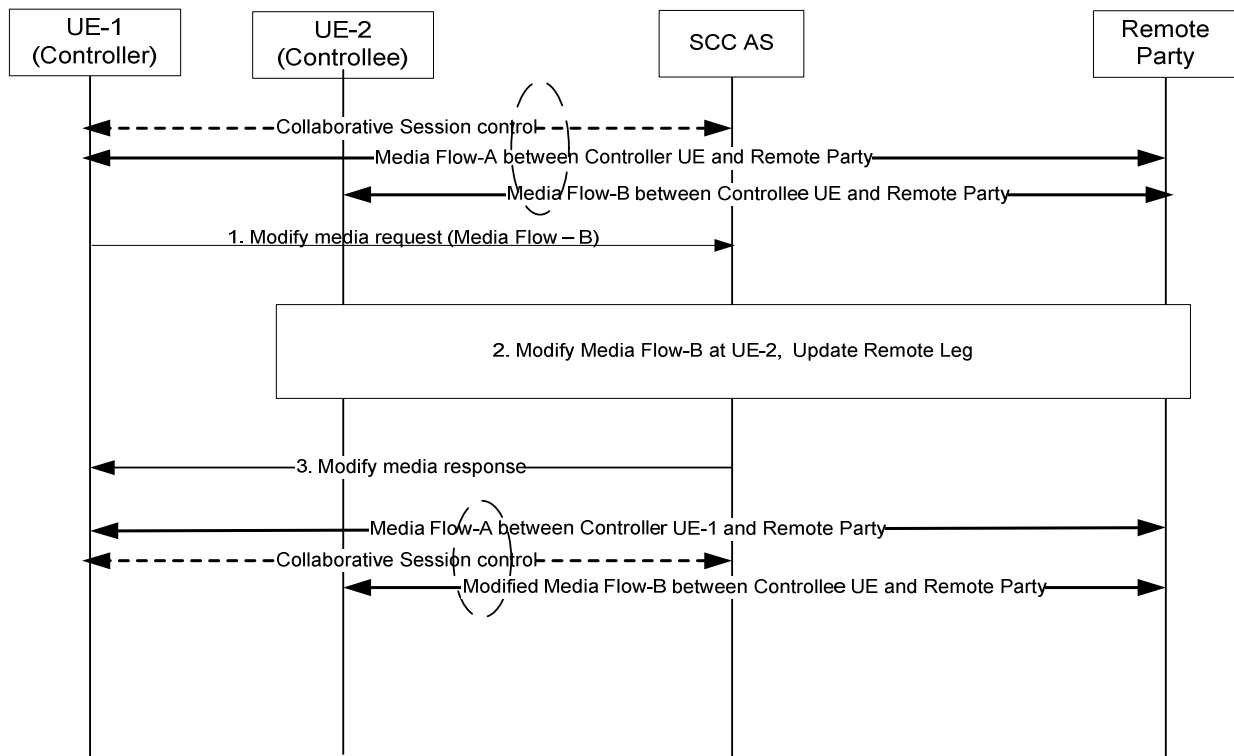 UE-1
(Controller)
UE-2
(Controllee)
SCC AS
Remote
Party
Collaborative Session control
Media Flow-A between Controller UE and Remote Party
Media Flow-B between Controllee UE and Remote Party
1. Modify media request (Media Flow – B)
2. Modify Media Flow-B at UE-2, Update Remote Leg
3. Modify media response
Media Flow-A between Controller UE-1 and Remote Party
Collaborative Session control
Modified Media Flow-B between Controllee UE and Remote Party